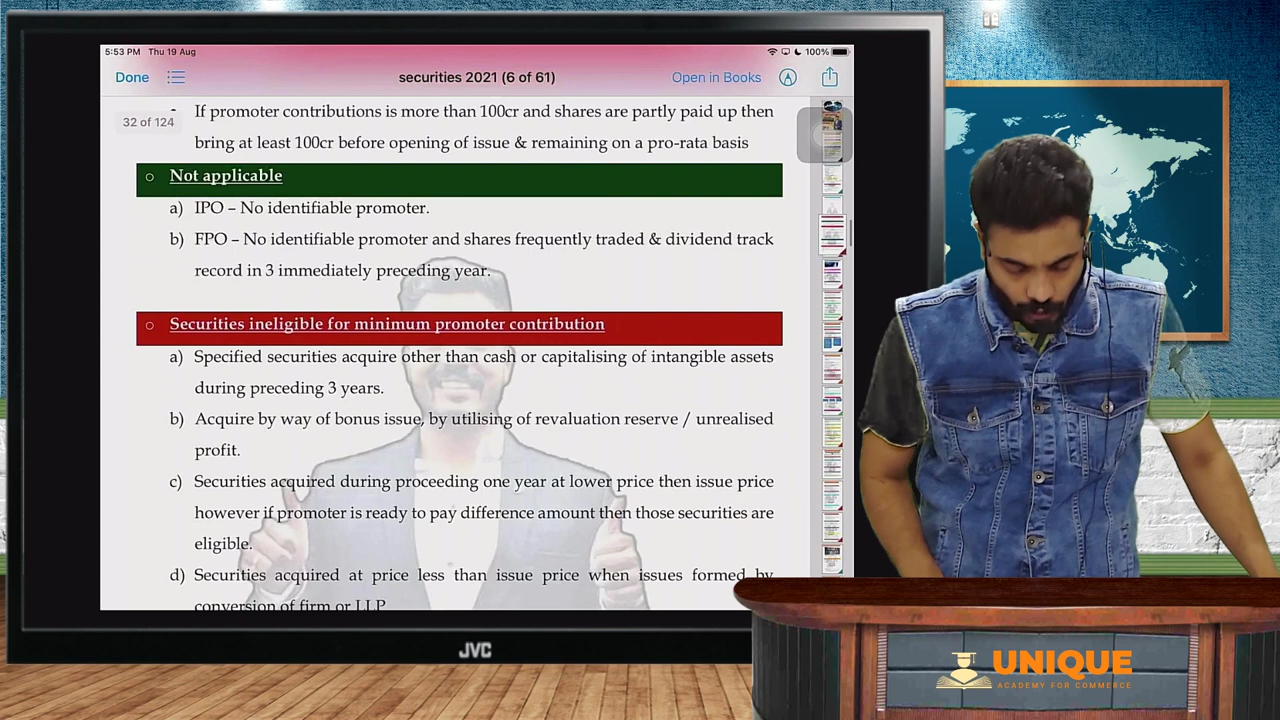 5:53 PM Thu 19 Aug
100%
Done
securities 2021 (6 of 61)
Open in Books
32 of 124
If promoter contributions is more than 100cr and shares are partly paid up then
bring at least 100cr before opening of issue & remaining on a pro-rata basis
Not applicable
a) IPO – No identifiable promoter.
b) FPO – No identifiable promoter and shares frequently traded & dividend track
record in 3 immediately preceding year.
Securities ineligible for minimum promoter contribution
a) Specified securities acquire other than cash or capitalising of intangible assets
during preceding 3 years.
b) Acquire by way of bonus issue, by utilising of revaluation reserve / unrealised
profit.
c) Securities acquired during proceeding one year at lower price then issue price
however if promoter is ready to pay difference amount then those securities are
eligible.
d) Securities acquired at price less than issue price when issues formed by
conversion of firm or LLP
JVC
UNIQUE
ACADEMY FOR COMMERCE